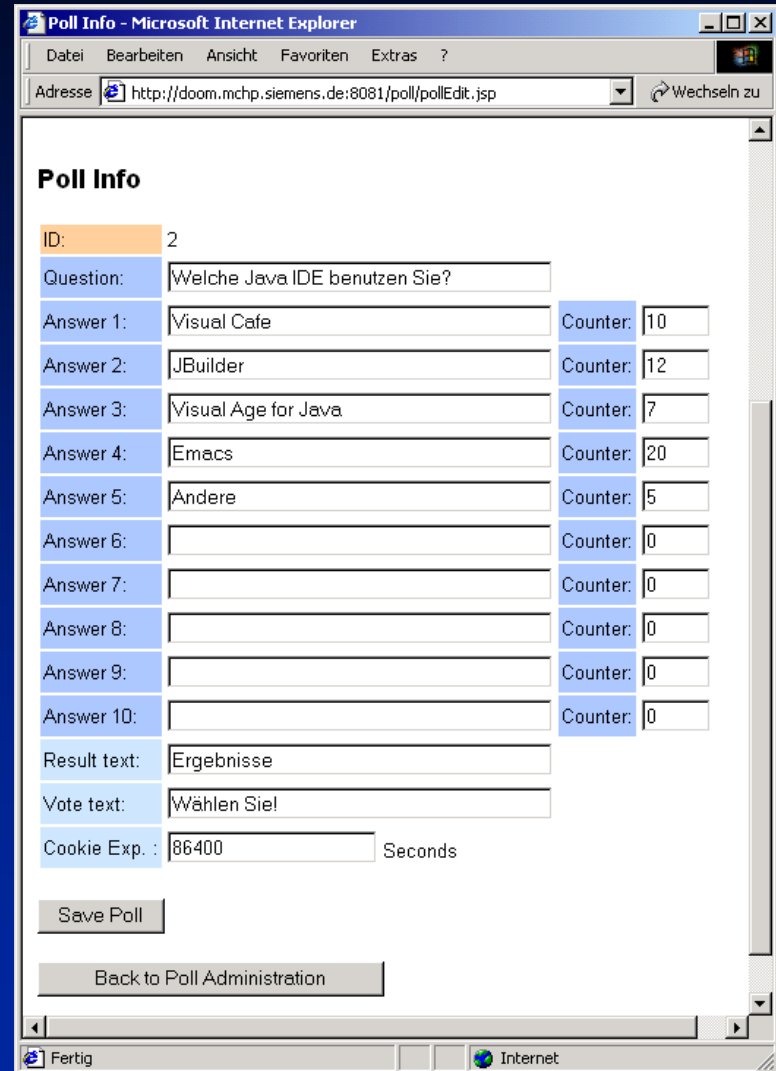 Poll Info - Microsoft Internet Explorer
Datei Bearbeiten Ansicht Favoriten Extras ?
Adresse http://doom.mchp.siemens.de:8081/poll/pollEdit.jsp Wechseln zu
Poll Info
ID: 2
Question: Welche Java IDE benutzen Sie?
Answer 1: Visual Cafe Counter: 10
Answer 2: JBuilder Counter: 12
Answer 3: Visual Age for Java Counter: 7
Answer 4: Emacs Counter: 20
Answer 5: Andere Counter: 5
Answer 6: Counter: 0
Answer 7: Counter: 0
Answer 8: Counter: 0
Answer 9: Counter: 0
Answer 10: Counter: 0
Result text: Ergebnisse
Vote text: Wählen Sie!
Cookie Exp. : 86400 Seconds
Save Poll
Back to Poll Administration
Fertig Internet